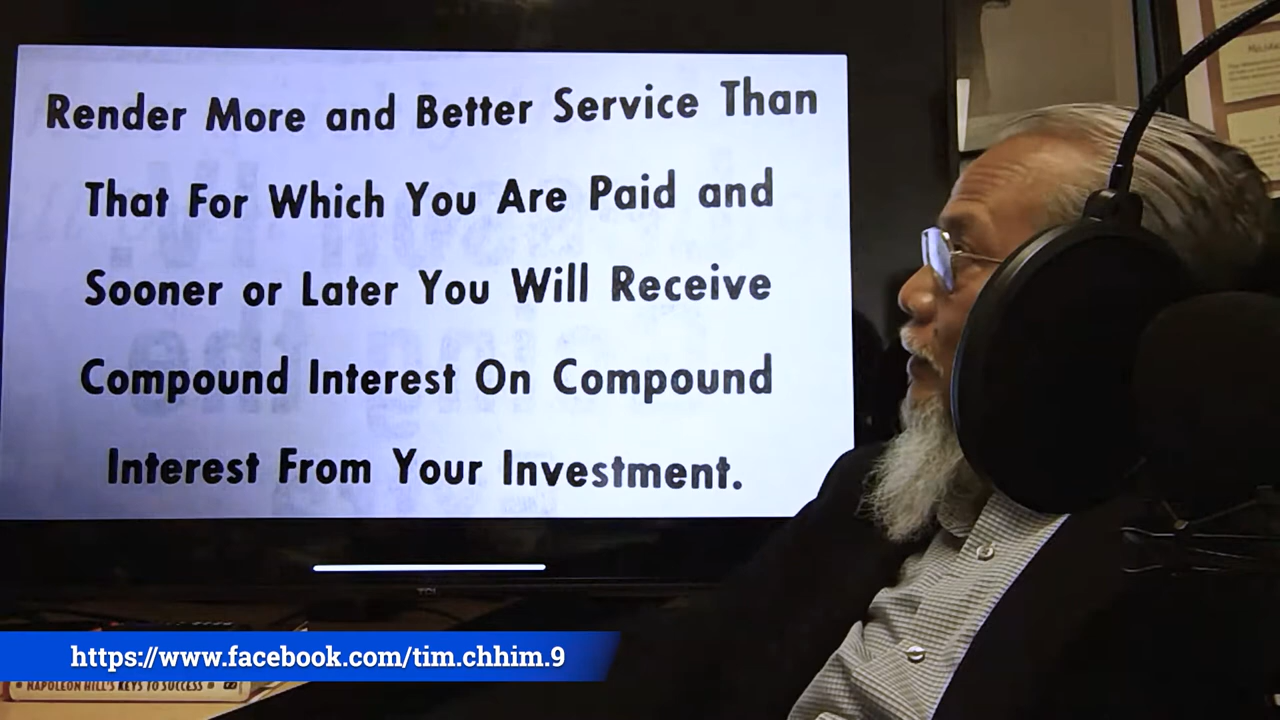 Render More and Better Service Than
That For Which You Are Paid and
Sooner or Later You Will Receive
Compound Interest On Compound
Interest From Your Investment.
TCL
https://www.facebook.com/tim.chhim.9
• NAPOLEON HILL'S KEYS TO SUCCESS •